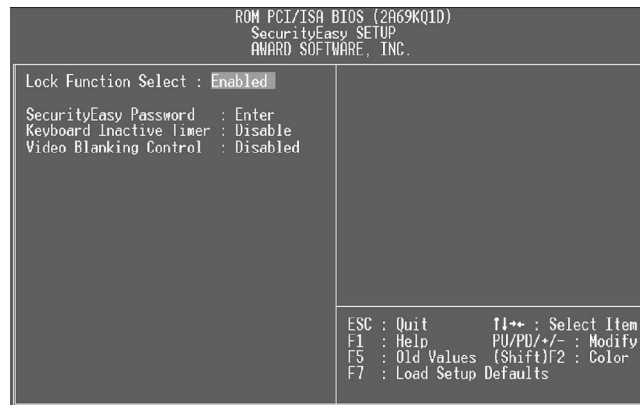 ROM PCI/ISA BIOS (2A69KQ1D)
SecurityEasy SETUP
AWARD SOFTWARE, INC.
Lock Function Select : Enabled
SecurityEasy Password : Enter
Keyboard Inactive Timer : Disable
Video Blanking Control : Disabled
ESC : Quit ↑↓→← : Select Item
F1 : Help PU/PD/+/- : Modify
F5 : Old Values (Shift)F2 : Color
F7 : Load Setup Defaults